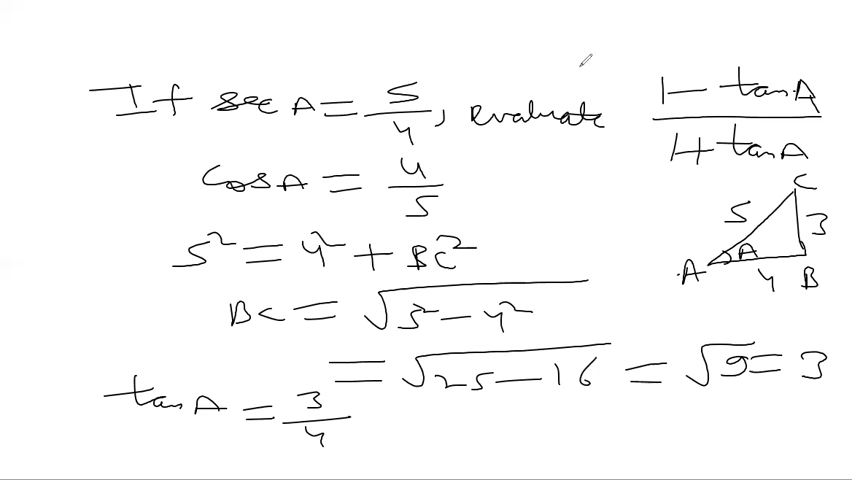 If sec A = 5/4, evaluate (1 - tan A)/(1 + tan A)
cos A = 4/5
5² = 4² + BC²
BC = √(5² - 4²)
= √(25 - 16) = √9 = 3
tan A = 3/4
C
5
3
A
A
4
B